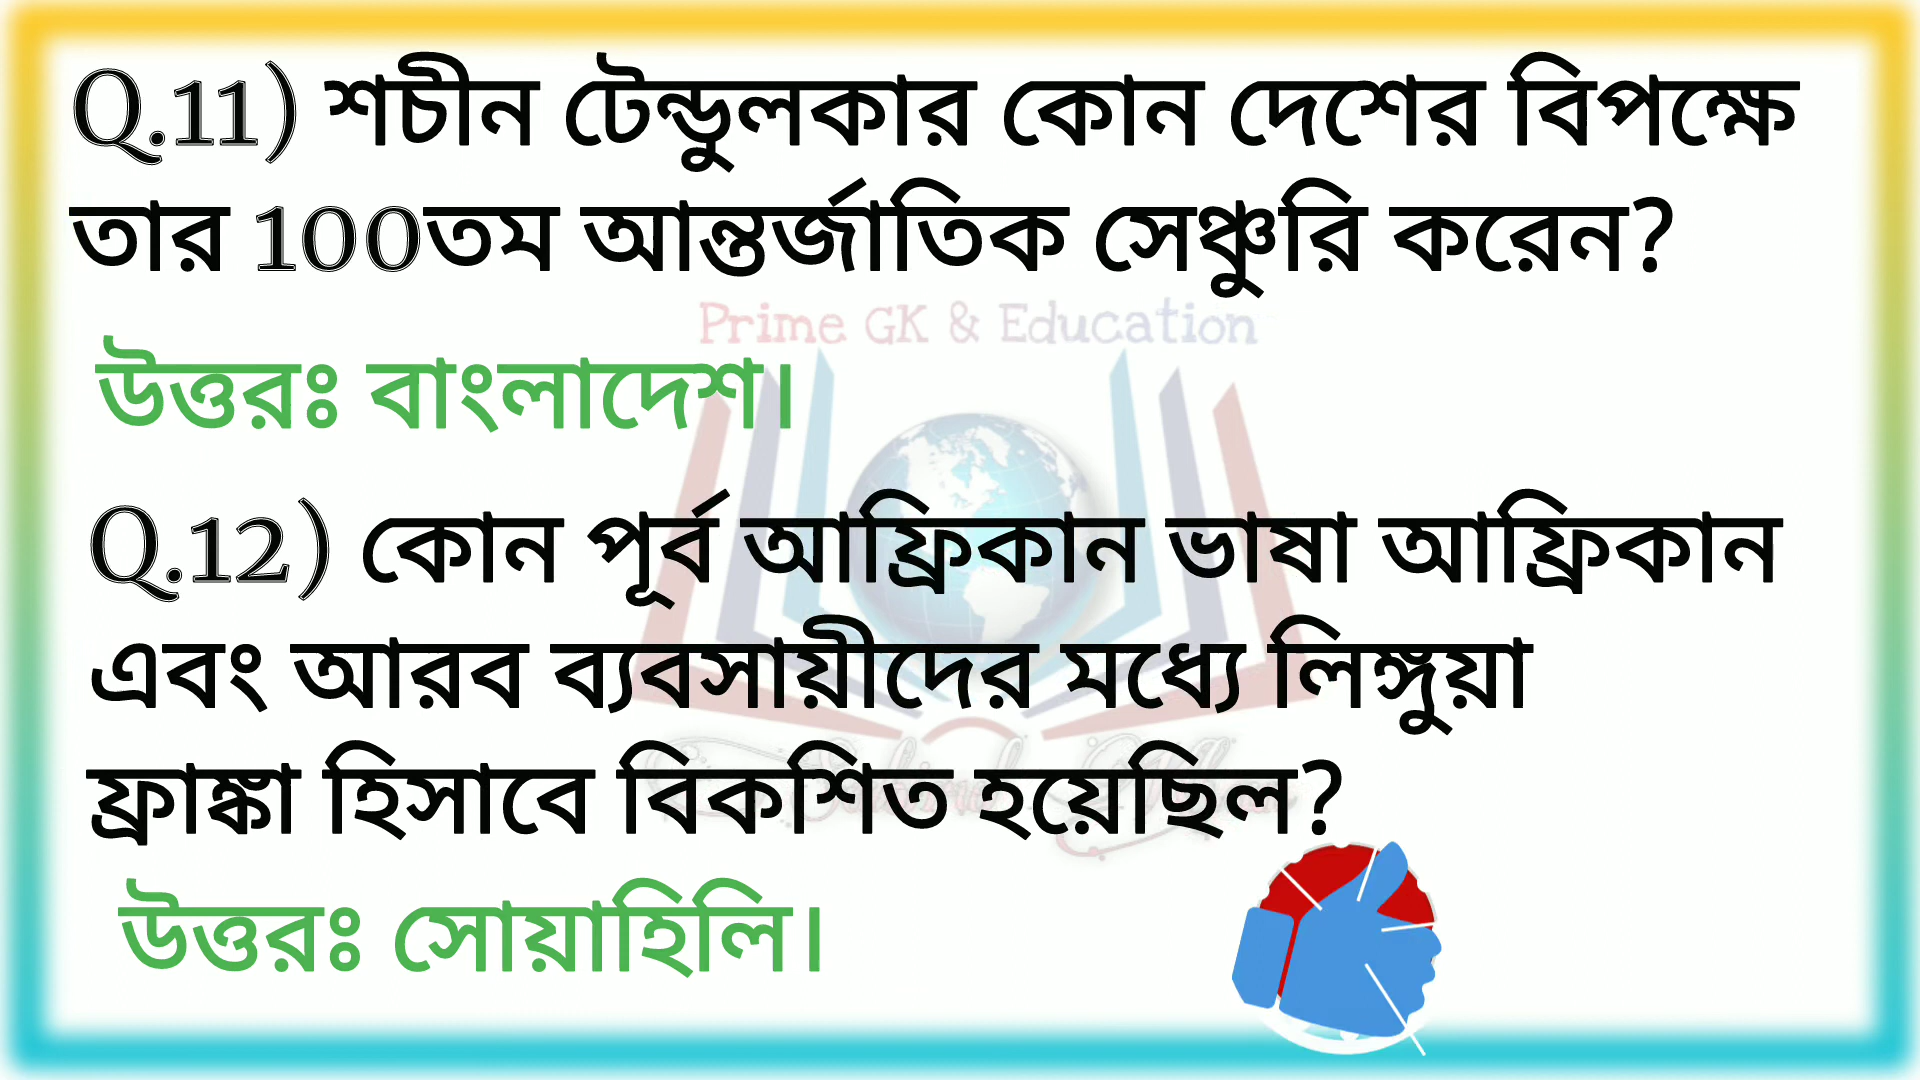 Q.11) শচীন টেন্ডুলকার কোন দেশের বিপক্ষে
তার 100তম আন্তর্জাতিক সেঞ্চুরি করেন?
Prime GK & Education
উত্তরঃ বাংলাদেশ।
Q.12) কোন পূর্ব আফ্রিকান ভাষা আফ্রিকান
এবং আরব ব্যবসায়ীদের মধ্যে লিঙ্গুয়া
ফ্রাঙ্কা হিসাবে বিকশিত হয়েছিল?
উত্তরঃ সোয়াহিলি।